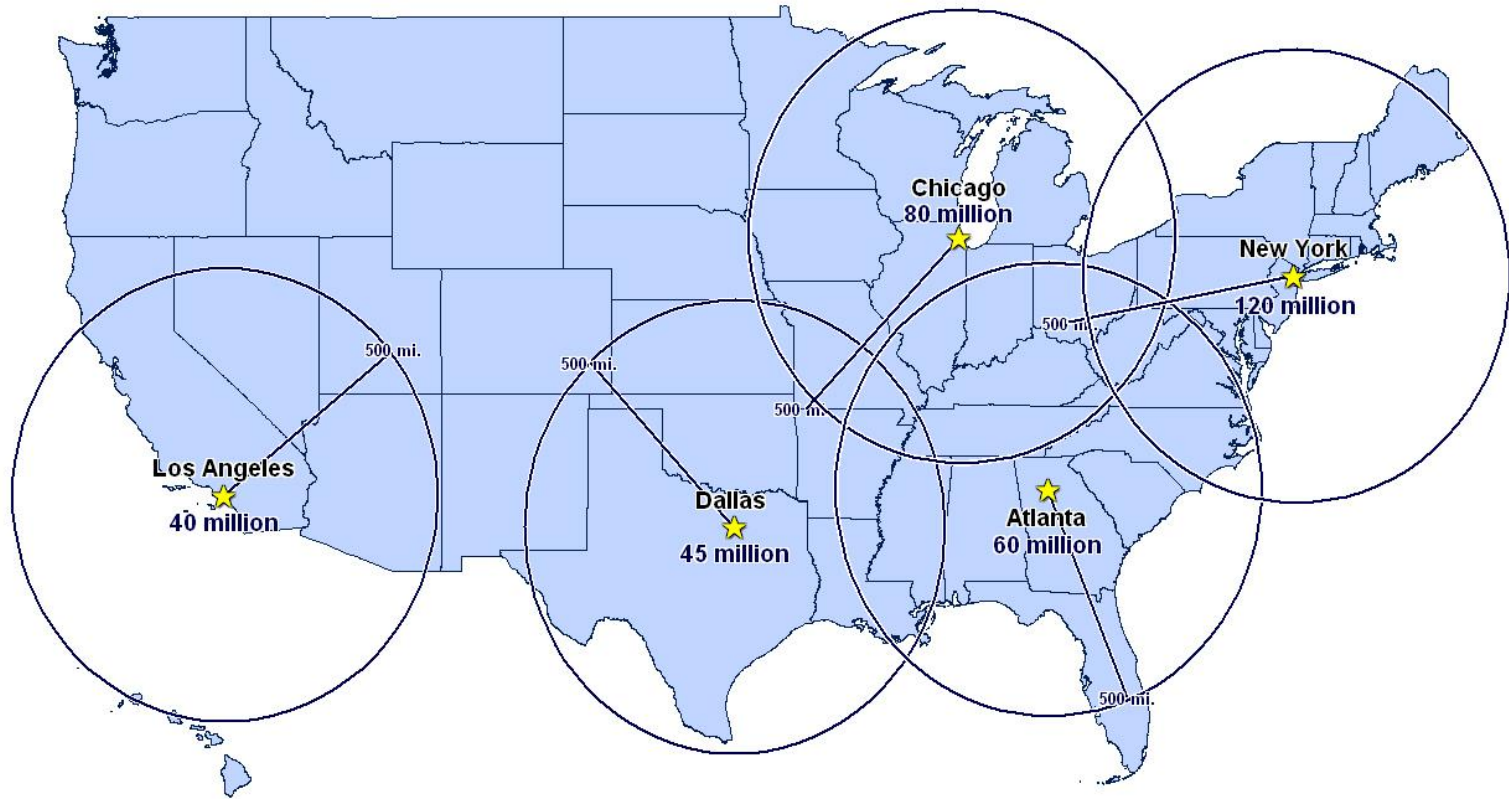 Chicago
80 million
New York
120 million
500 mi.
500 mi.
500 mi.
500 mi.
Los Angeles
40 million
Dallas
45 million
Atlanta
60 million
500 mi.